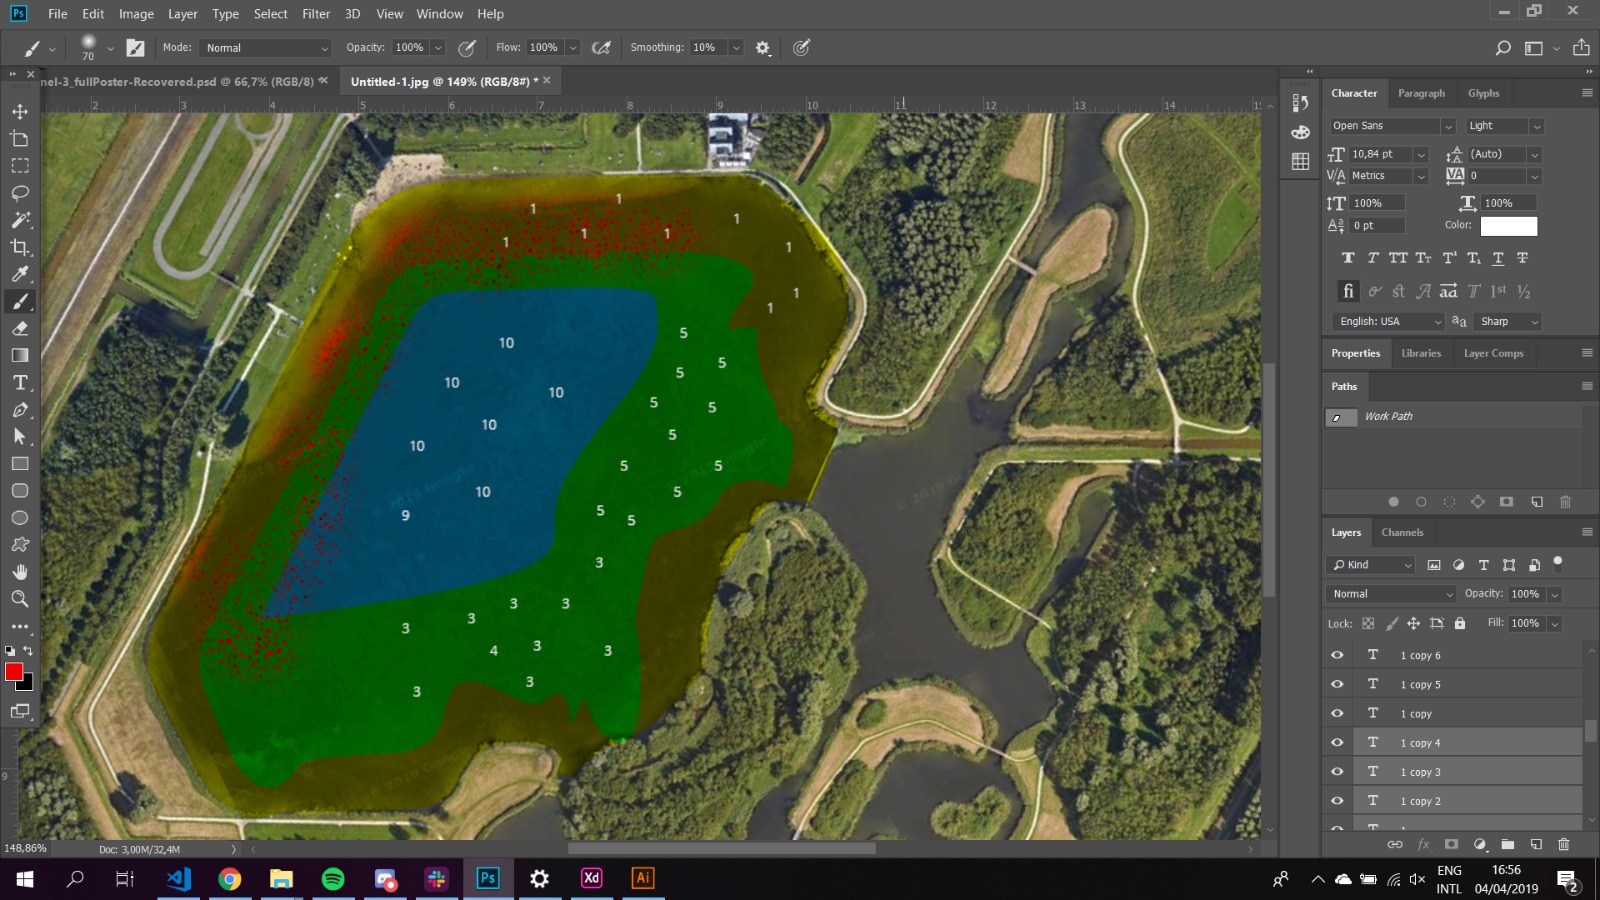 Ps File Edit Image Layer Type Select Filter 3D View Window Help
70 Mode: Normal Opacity: 100% Flow: 100% Smoothing: 10%
nel-3_fullPoster-Recovered.psd @ 66,7% (RGB/8) * × Untitled-1.jpg @ 149% (RGB/8#) * ×
2 3 4 5 6 7 8 9 10 11 12 13 14
Character Paragraph Glyphs
Open Sans Light
10,84 pt (Auto)
Metrics 0
100% 100%
0 pt Color:
English: USA aa Sharp
Properties Libraries Layer Comps
Paths
Work Path
Layers Channels
Kind
Normal Opacity: 100%
Lock: Fill: 100%
1 copy 6
1 copy 5
1 copy
1 copy 4
1 copy 3
1 copy 2
1
1
1
1
1
1
1
1
1
10
5
5
10
5
10
5
5
10
5
10
5
5
10
5
9
5
5
3
3
3
3
3
4
3
3
3
3
9
© 2019 Google
148,86% Doc: 3,00M/32,4M
Ps Xd Ai
ENG 16:56
INTL 04/04/2019 2